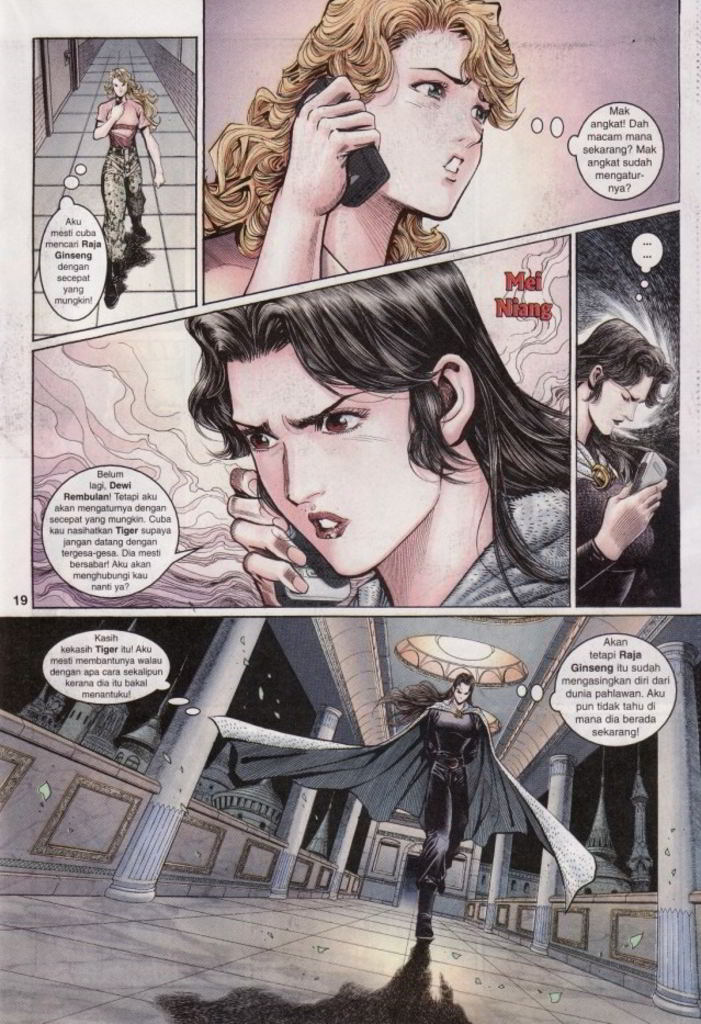 Aku
mesti cuba
mencari Raja
Ginseng
dengan
secepat
yang
mungkin!
Mak
angkat! Dah
macam mana
sekarang? Mak
angkat sudah
mengatur-
nya?
Mei
Niang
...
...
Belum
lagi, Dewi
Rembulan! Tetapi aku
akan mengaturnya dengan
secepat yang mungkin. Cuba
kau nasihatkan Tiger supaya
jangan datang dengan
tergesa-gesa. Dia mesti
bersabar! Aku akan
menghubungi kau
nanti ya?
19
Kasih
kekasih Tiger itu! Aku
mesti membantunya walau
dengan apa cara sekalipun
kerana dia itu bakal
menantuku!
Akan
tetapi Raja
Ginseng itu sudah
mengasingkan diri dari
dunia pahlawan. Aku
pun tidak tahu di
mana dia berada
sekarang!